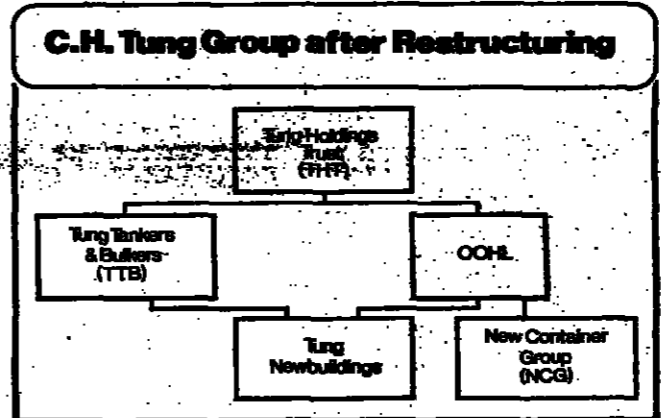 C.H. Tung Group after Restructuring
Tung Holdings
Trust
(THT)
Tung Tankers
& Bulkers
(TTB)
OOHL
Tung
Newbuildings
New Container
Group
(NCG)